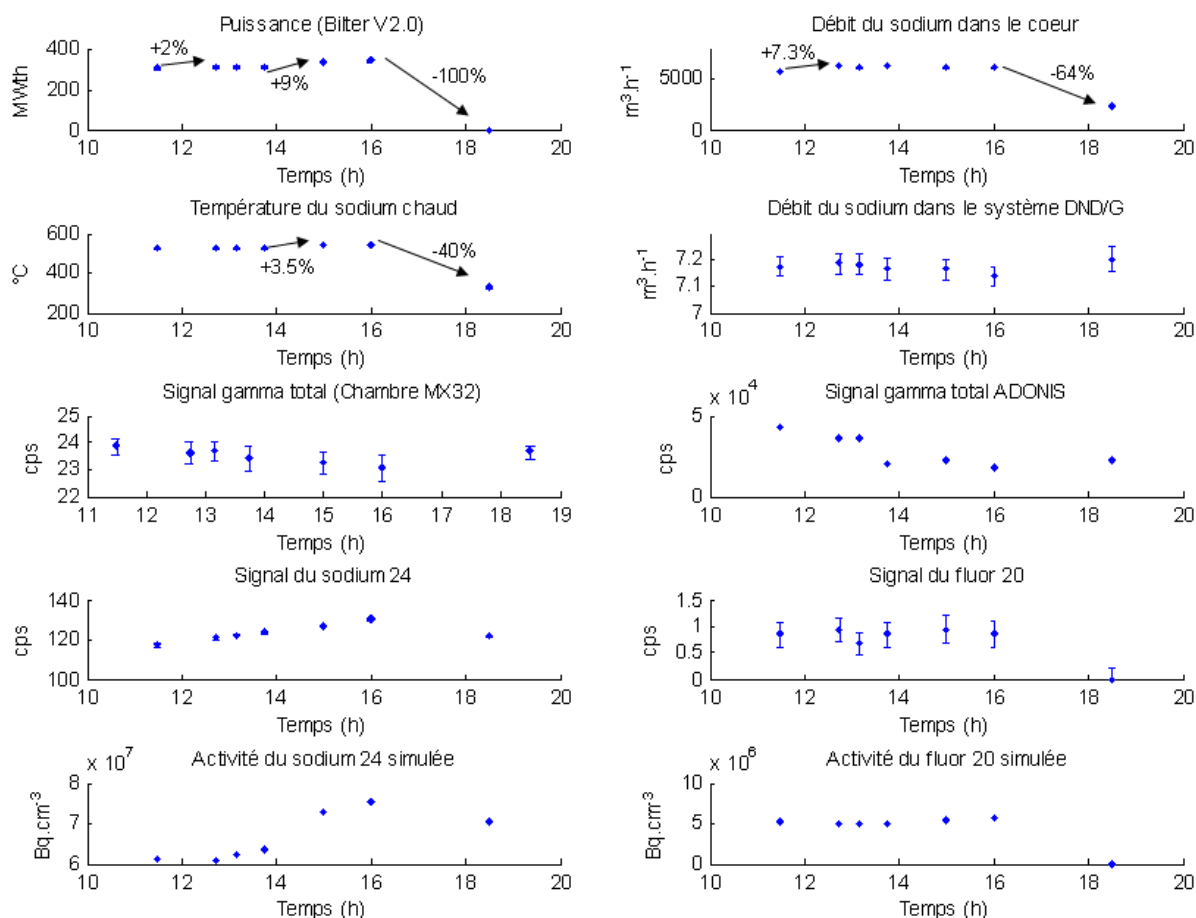 Puissance (Bilter V2.0)
400
200
0
MWth
+2%
+9%
-100%
10 12 14 16 18 20
Temps (h)
Débit du sodium dans le coeur
5000
0
m³.h⁻¹
+7.3%
-64%
10 12 14 16 18 20
Temps (h)
Température du sodium chaud
600
400
200
°C
+3.5%
-40%
10 12 14 16 18 20
Temps (h)
Débit du sodium dans le système DND/G
7.2
7.1
7
m³.h⁻¹
10 12 14 16 18 20
Temps (h)
Signal gamma total (Chambre MX32)
25
24
23
22
cps
11 12 13 14 15 16 17 18 19
Temps (h)
Signal gamma total ADONIS
x 10⁴
5
0
cps
10 12 14 16 18 20
Temps (h)
Signal du sodium 24
140
120
100
cps
10 12 14 16 18 20
Temps (h)
Signal du fluor 20
1.5
1
0.5
0
cps
10 12 14 16 18 20
Temps (h)
Activité du sodium 24 simulée
x 10⁷
8
7
6
Bq.cm⁻³
10 12 14 16 18 20
Temps (h)
Activité du fluor 20 simulée
x 10⁶
10
5
0
Bq.cm⁻³
10 12 14 16 18 20
Temps (h)